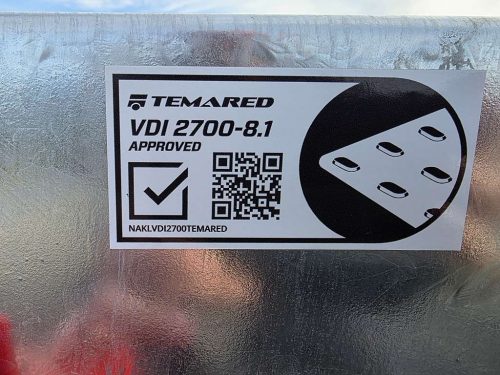 TEMARED
VDI 2700-8.1
APPROVED
NAKLVDI2700TEMARED